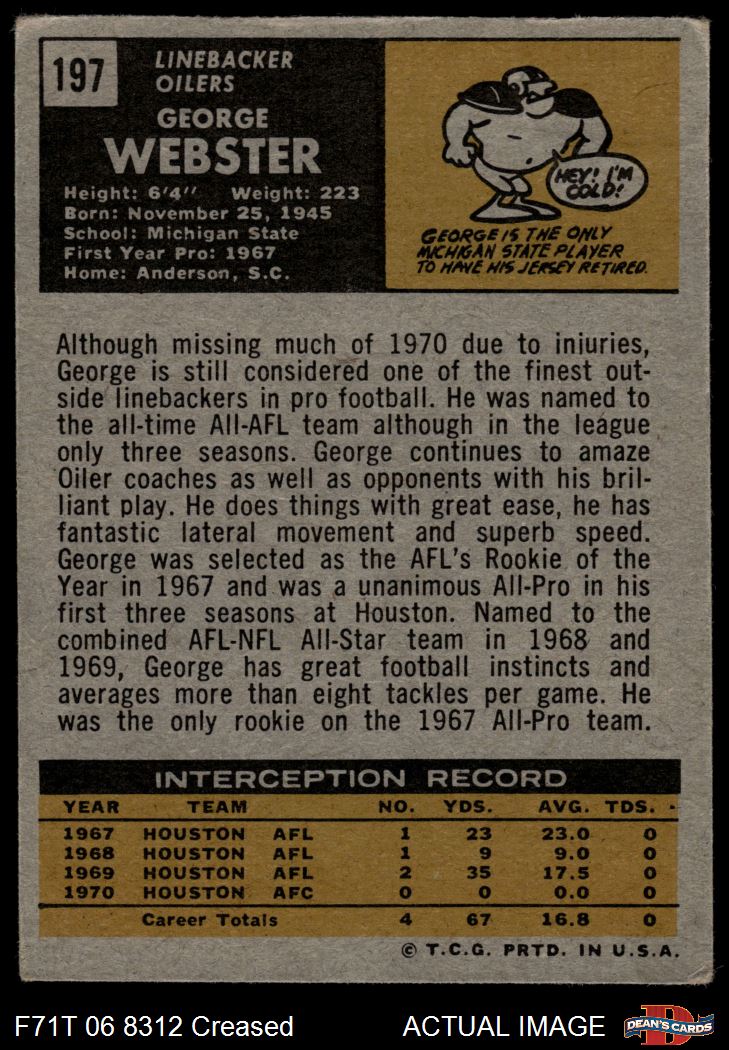 197
LINEBACKER
OILERS
GEORGE
WEBSTER
Height: 6'4" Weight: 223
Born: November 25, 1945
School: Michigan State
First Year Pro: 1967
Home: Anderson, S.C.
HEY! I'M
COLD!
GEORGE IS THE ONLY
MICHIGAN STATE PLAYER
TO HAVE HIS JERSEY RETIRED.
Although missing much of 1970 due to injuries,
George is still considered one of the finest out-
side linebackers in pro football. He was named to
the all-time All-AFL team although in the league
only three seasons. George continues to amaze
Oiler coaches as well as opponents with his bril-
liant play. He does things with great ease, he has
fantastic lateral movement and superb speed.
George was selected as the AFL's Rookie of the
Year in 1967 and was a unanimous All-Pro in his
first three seasons at Houston. Named to the
combined AFL-NFL All-Star team in 1968 and
1969, George has great football instincts and
averages more than eight tackles per game. He
was the only rookie on the 1967 All-Pro team.
INTERCEPTION RECORD
YEAR TEAM NO. YDS. AVG. TDS.
1967 HOUSTON AFL 1 23 23.0 0
1968 HOUSTON AFL 1 9 9.0 0
1969 HOUSTON AFL 2 35 17.5 0
1970 HOUSTON AFC 0 0 0.0 0
Career Totals 4 67 16.8 0
© T.C.G. PRTD. IN U.S.A.
F71T 06 8312 Creased ACTUAL IMAGE
D
DEAN'S CARDS